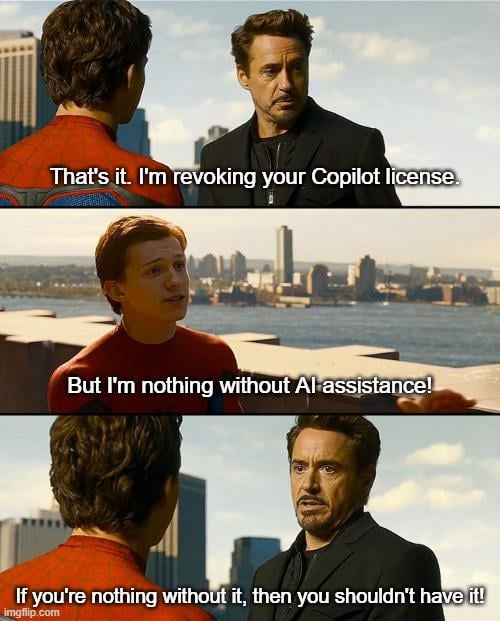 That's it. I'm revoking your Copilot license.
But I'm nothing without AI assistance!
If you're nothing without it, then you shouldn't have it!
imgflip.com